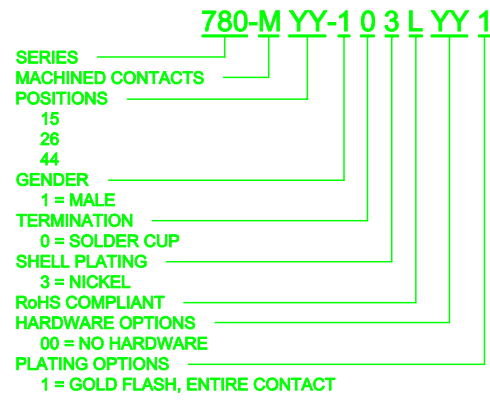 780-M YY-1 0 3 L YY 1
SERIES
MACHINED CONTACTS
POSITIONS
15
26
44
GENDER
1 = MALE
TERMINATION
0 = SOLDER CUP
SHELL PLATING
3 = NICKEL
RoHS COMPLIANT
HARDWARE OPTIONS
00 = NO HARDWARE
PLATING OPTIONS
1 = GOLD FLASH, ENTIRE CONTACT